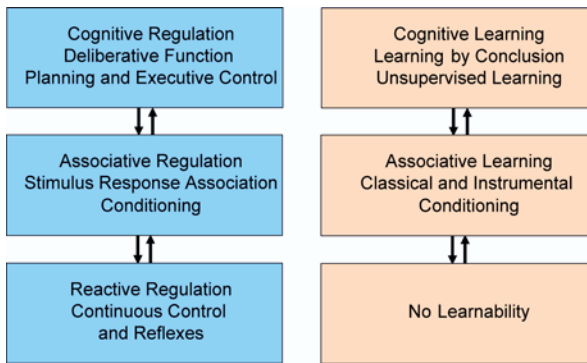 Cognitive Regulation
Deliberative Function
Planning and Executive Control
Cognitive Learning
Learning by Conclusion
Unsupervised Learning
Associative Regulation
Stimulus Response Association
Conditioning
Associative Learning
Classical and Instrumental
Conditioning
Reactive Regulation
Continuous Control
and Reflexes
No Learnability